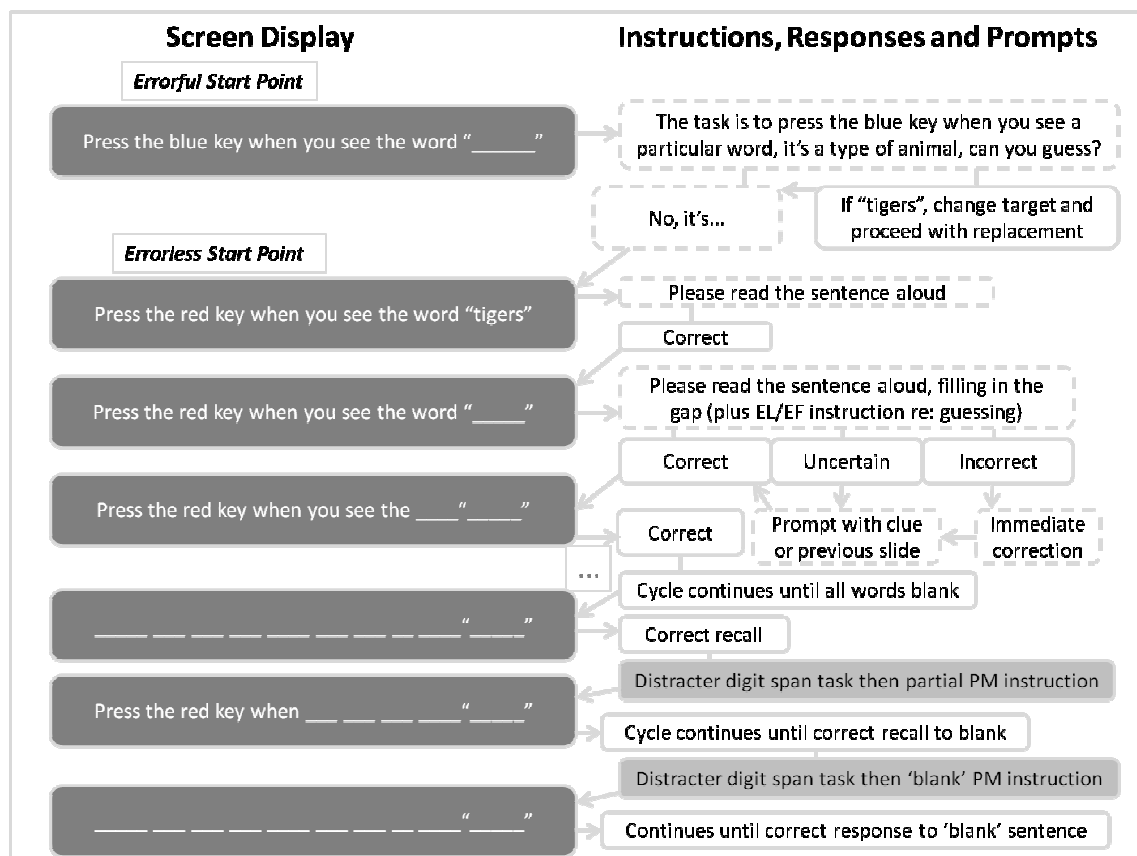 Screen Display
Instructions, Responses and Prompts
Errorful Start Point
Press the blue key when you see the word “______”
The task is to press the blue key when you see a
particular word, it’s a type of animal, can you guess?
No, it’s...
If “tigers”, change target and
proceed with replacement
Errorless Start Point
Press the red key when you see the word “tigers”
Please read the sentence aloud
Correct
Press the red key when you see the word “_____”
Please read the sentence aloud, filling in the
gap (plus EL/EF instruction re: guessing)
Correct
Uncertain
Incorrect
Press the red key when you see the ____“_____”
Correct
Prompt with clue
or previous slide
Immediate
correction
...
Cycle continues until all words blank
_____ ___ ___ ___ ____ ___ ___ __ ____“_____”
Correct recall
Distracter digit span task then partial PM instruction
Press the red key when ___ ___ ___ ____“_____”
Cycle continues until correct recall to blank
Distracter digit span task then ‘blank’ PM instruction
_____ ___ ___ ___ ____ ___ ___ __ ____“_____”
Continues until correct response to ‘blank’ sentence